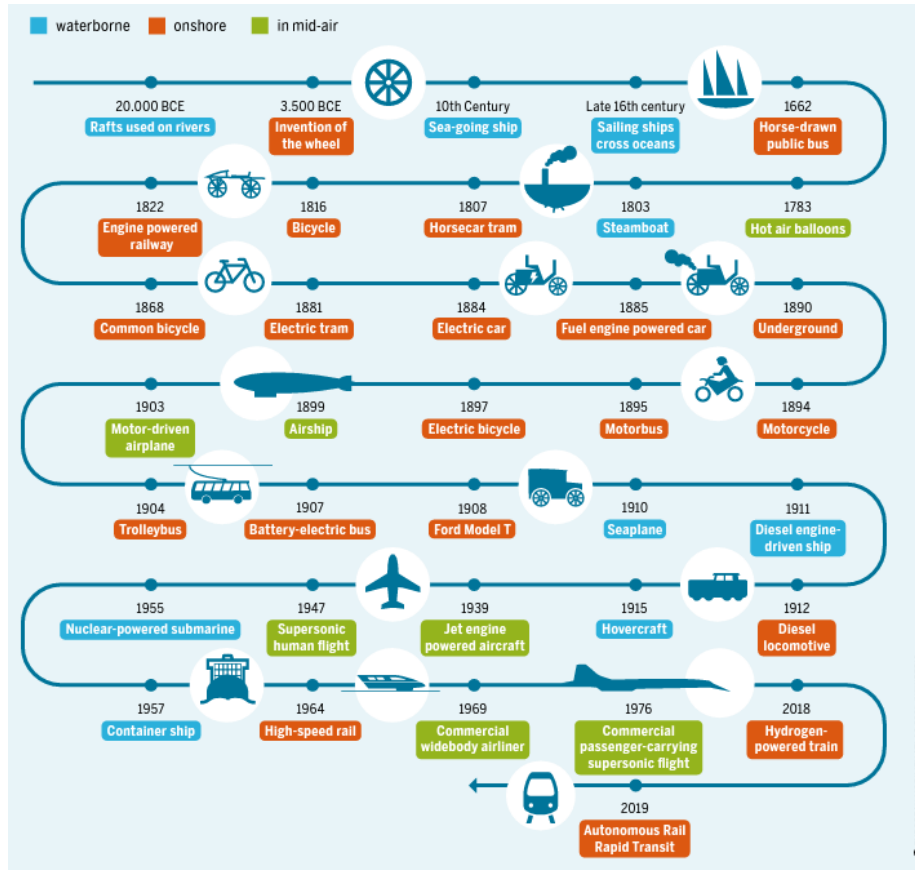 waterborne
onshore
in mid-air
20.000 BCE
Rafts used on rivers
3.500 BCE
Invention of
the wheel
10th Century
Sea-going ship
Late 16th century
Sailing ships
cross oceans
1662
Horse-drawn
public bus
1822
Engine powered
railway
1816
Bicycle
1807
Horsecar tram
1803
Steamboat
1783
Hot air balloons
1868
Common bicycle
1881
Electric tram
1884
Electric car
1885
Fuel engine powered car
1890
Underground
1903
Motor-driven
airplane
1899
Airship
1897
Electric bicycle
1895
Motorbus
1894
Motorcycle
1904
Trolleybus
1907
Battery-electric bus
1908
Ford Model T
1910
Seaplane
1911
Diesel engine-
driven ship
1955
Nuclear-powered submarine
1947
Supersonic
human flight
1939
Jet engine
powered aircraft
1915
Hovercraft
1912
Diesel
locomotive
1957
Container ship
1964
High-speed rail
1969
Commercial
widebody airliner
1976
Commercial
passenger-carrying
supersonic flight
2018
Hydrogen-
powered train
2019
Autonomous Rail
Rapid Transit